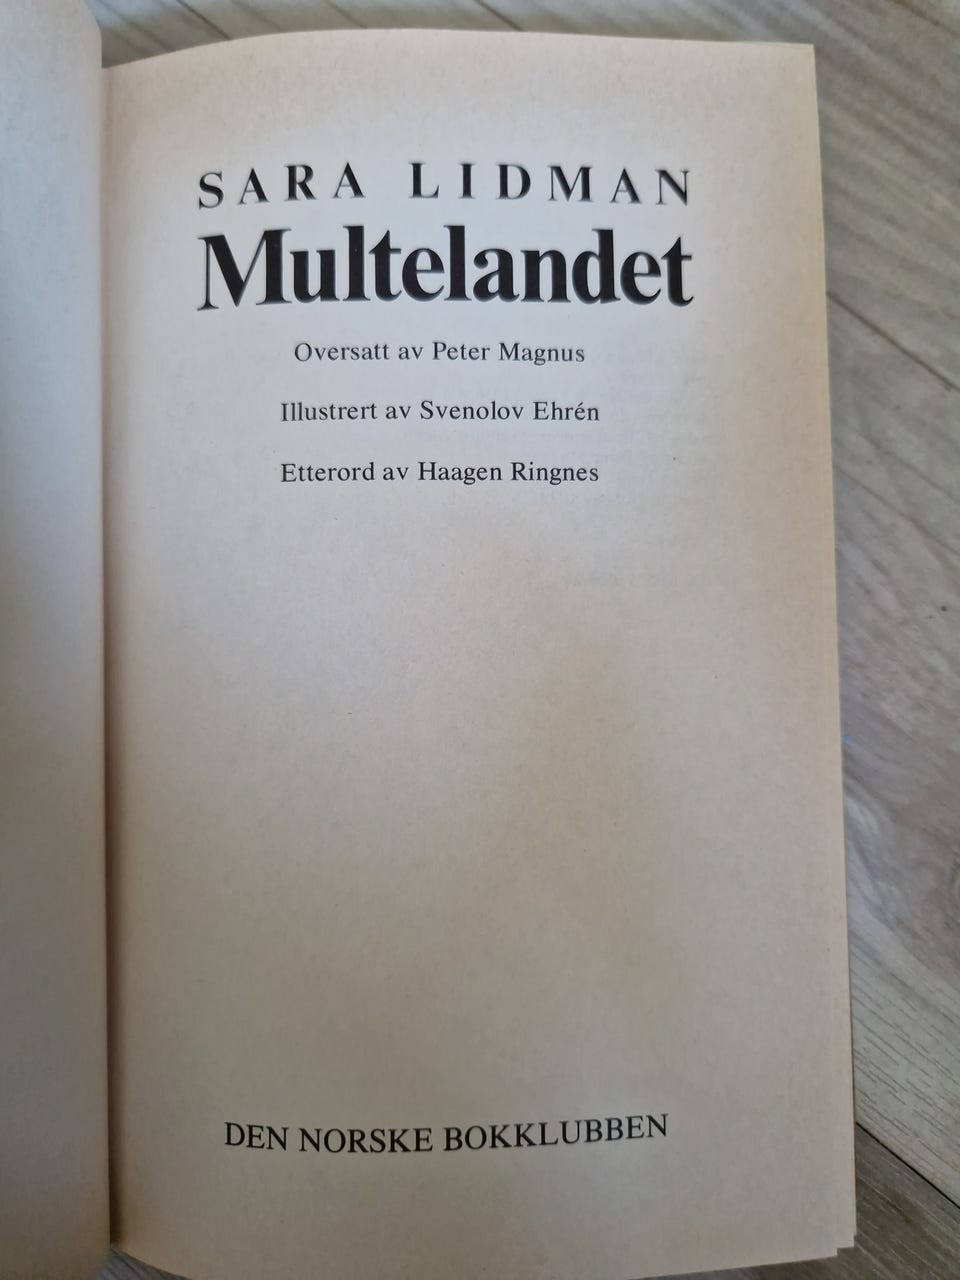 SARA LIDMAN
Multelandet
Oversatt av Peter Magnus
Illustrert av Svenolov Ehrén
Etterord av Haagen Ringnes
DEN NORSKE BOKKLUBBEN